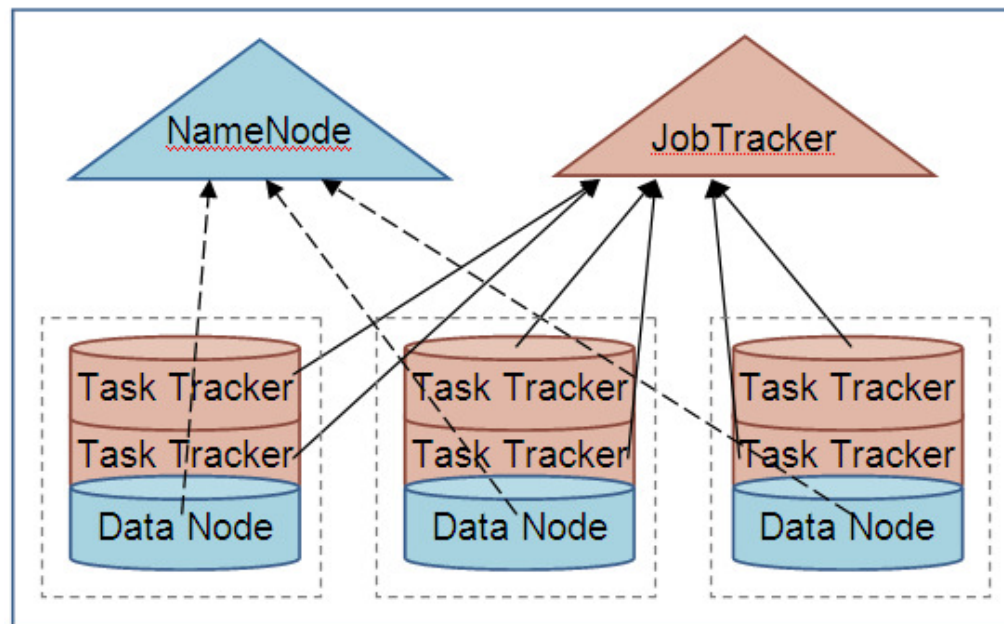 NameNode
JobTracker
Task Tracker
Task Tracker
Data Node
Task Tracker
Task Tracker
Data Node
Task Tracker
Task Tracker
Data Node